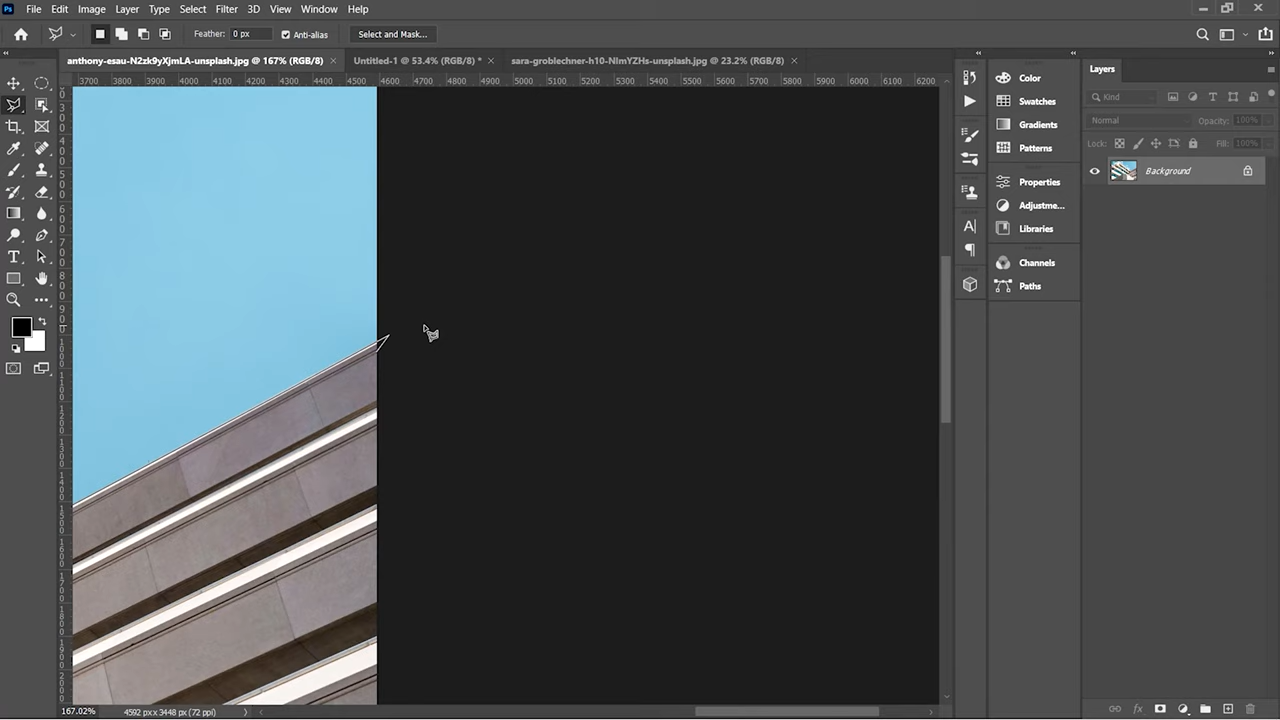 Ps File Edit Image Layer Type Select Filter 3D View Window Help
Feather: 0 px Anti-alias Select and Mask...
anthony-esau-N2zk9yXjmLA-unsplash.jpg @ 167% (RGB/8) × Untitled-1 @ 53.4% (RGB/8) * × sara-groblechner-h10-NImYZHs-unsplash.jpg @ 23.2% (RGB/8) ×
3700 3800 3900 4000 4100 4200 4300 4400 4500 4600 4700 4800 4900 5000 5100 5200 5300 5400 5500 5600 5700 5800 5900 6000 6100 6200
Color
Swatches
Gradients
Patterns
Properties
Adjustme...
Libraries
Channels
Paths
Layers
Kind
Normal Opacity: 100%
Lock: Fill: 100%
Background
167.02% 4592 px x 3448 px (72 ppi)